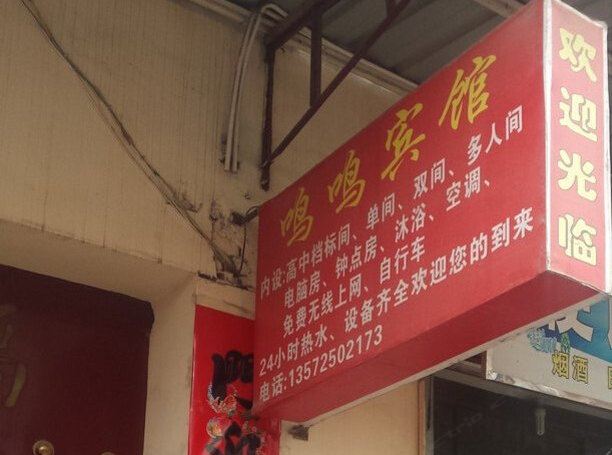 鸣鸣宾馆
内设:高中档标间、单间、双间、多人间
电脑房、钟点房、沐浴、空调、
免费无线上网、自行车
24小时热水、设备齐全欢迎您的到来
电话:13572502173
欢迎光临
烟酒